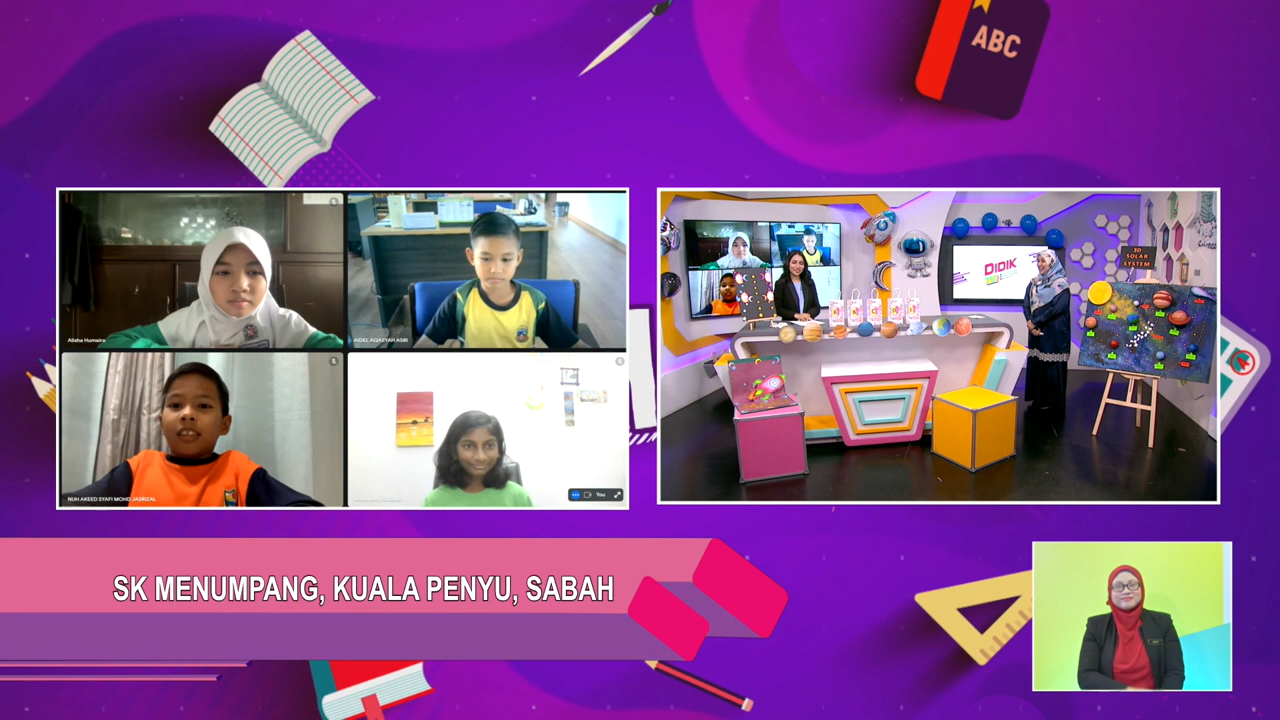 ABC
Alisha Humaira
AIDEL AQASYAH ASRI
NUH AKEED SYAFI MOHD JASRIZAL
You
DIDIK
3D
SOLAR
SYSTEM
SK MENUMPANG, KUALA PENYU, SABAH